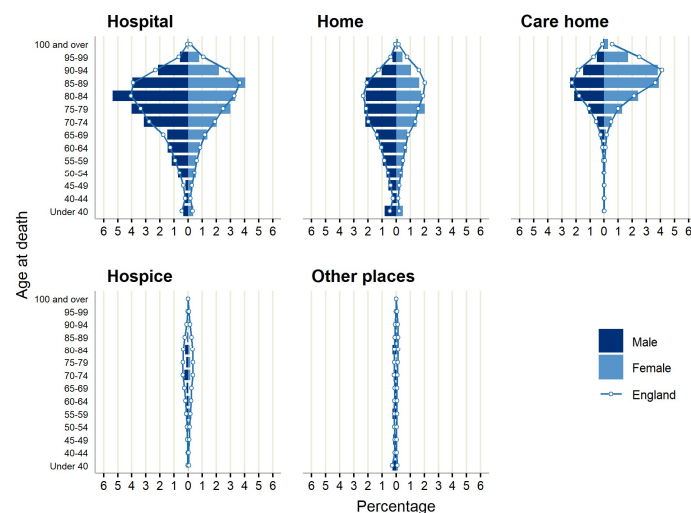 Hospital
Home
Care home
100 and over
95-99
90-94
85-89
80-84
75-79
70-74
65-69
60-64
55-59
50-54
45-49
40-44
Under 40
6 5 4 3 2 1 0 1 2 3 4 5 6
6 5 4 3 2 1 0 1 2 3 4 5 6
6 5 4 3 2 1 0 1 2 3 4 5 6
Age at death
Hospice
Other places
100 and over
95-99
90-94
85-89
80-84
75-79
70-74
65-69
60-64
55-59
50-54
45-49
40-44
Under 40
6 5 4 3 2 1 0 1 2 3 4 5 6
6 5 4 3 2 1 0 1 2 3 4 5 6
Male
Female
England
Percentage